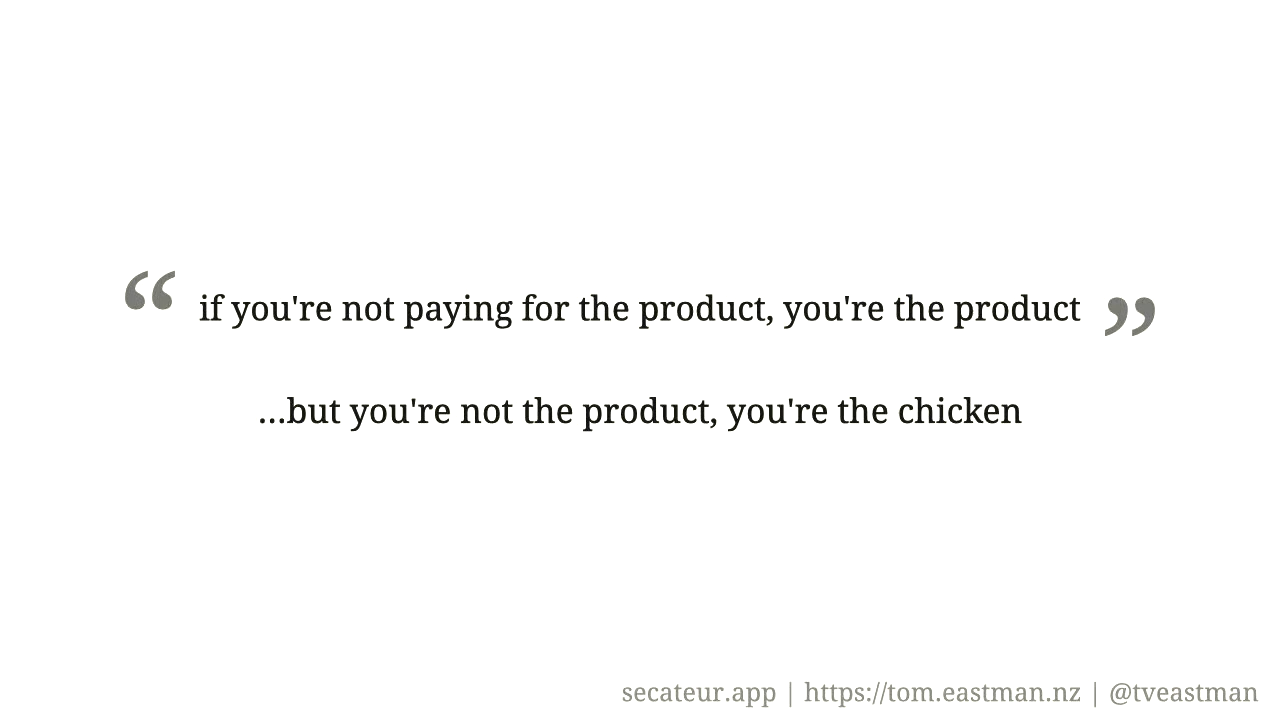 “ if you're not paying for the product, you're the product ”
...but you're not the product, you're the chicken
secateur.app | https://tom.eastman.nz | @tveastman